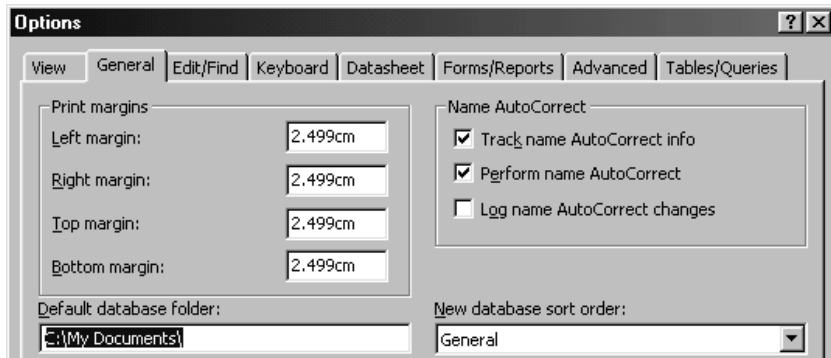 Options
View General Edit/Find Keyboard Datasheet Forms/Reports Advanced Tables/Queries
Print margins
Left margin: 2.499cm
Right margin: 2.499cm
Top margin: 2.499cm
Bottom margin: 2.499cm
Name AutoCorrect
Track name AutoCorrect info
Perform name AutoCorrect
Log name AutoCorrect changes
Default database folder:
C:\My Documents\
New database sort order:
General